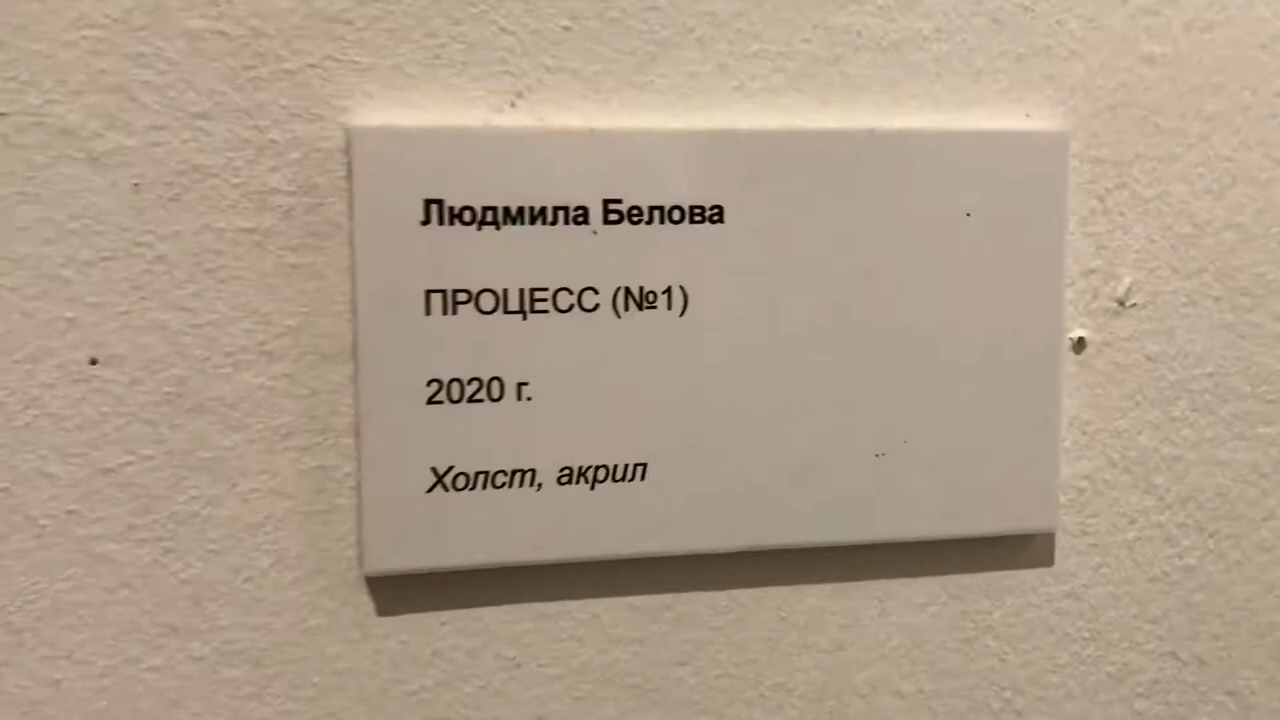 Людмила Белова
ПРОЦЕСС (№1)
2020 г.
Холст, акрил